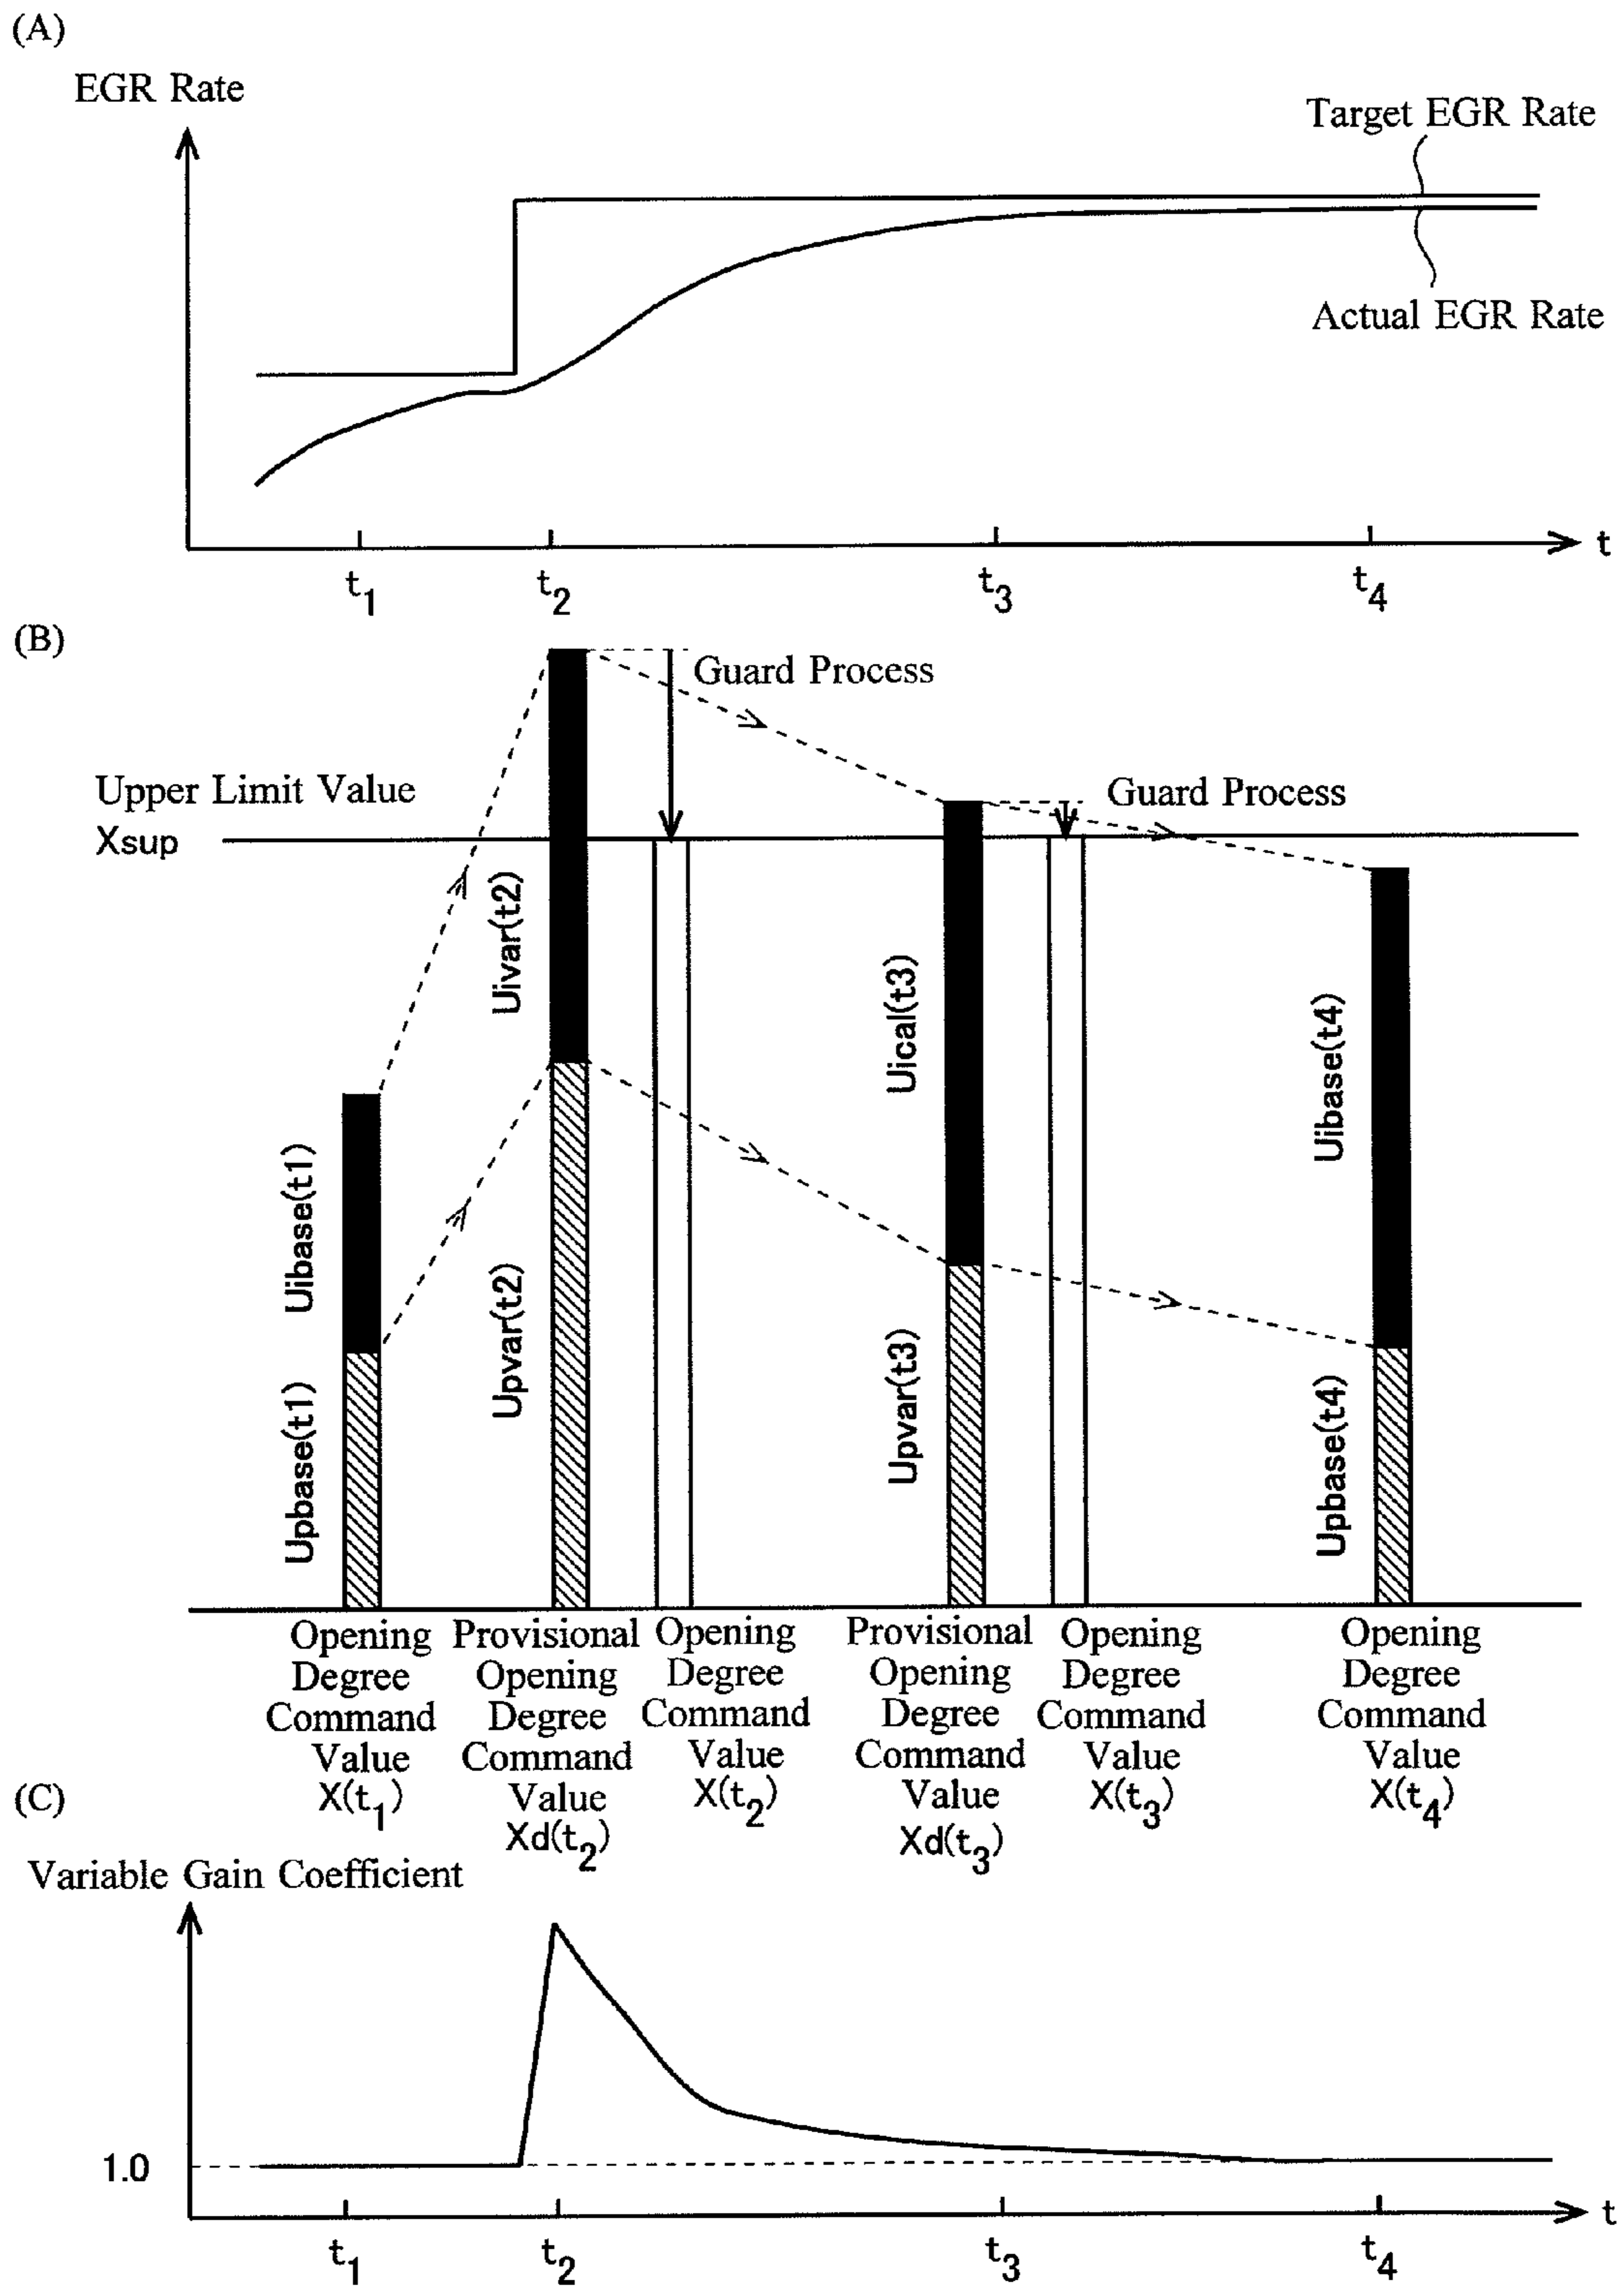 (A)
EGR Rate
Target EGR Rate
Actual EGR Rate
t
t1
t2
t3
t4
(B)
Guard Process
Upper Limit Value
Xsup
Guard Process
Uibase(t1)
Upbase(t1)
Uivar(t2)
Upvar(t2)
Uical(t3)
Upvar(t3)
Uibase(t4)
Upbase(t4)
Opening
Degree
Command
Value
X(t1)
Provisional
Opening
Degree
Command
Value
Xd(t2)
Opening
Degree
Command
Value
X(t2)
Provisional
Opening
Degree
Command
Value
Xd(t3)
Opening
Degree
Command
Value
X(t3)
Opening
Degree
Command
Value
X(t4)
(C)
Variable Gain Coefficient
1.0
t
t1
t2
t3
t4